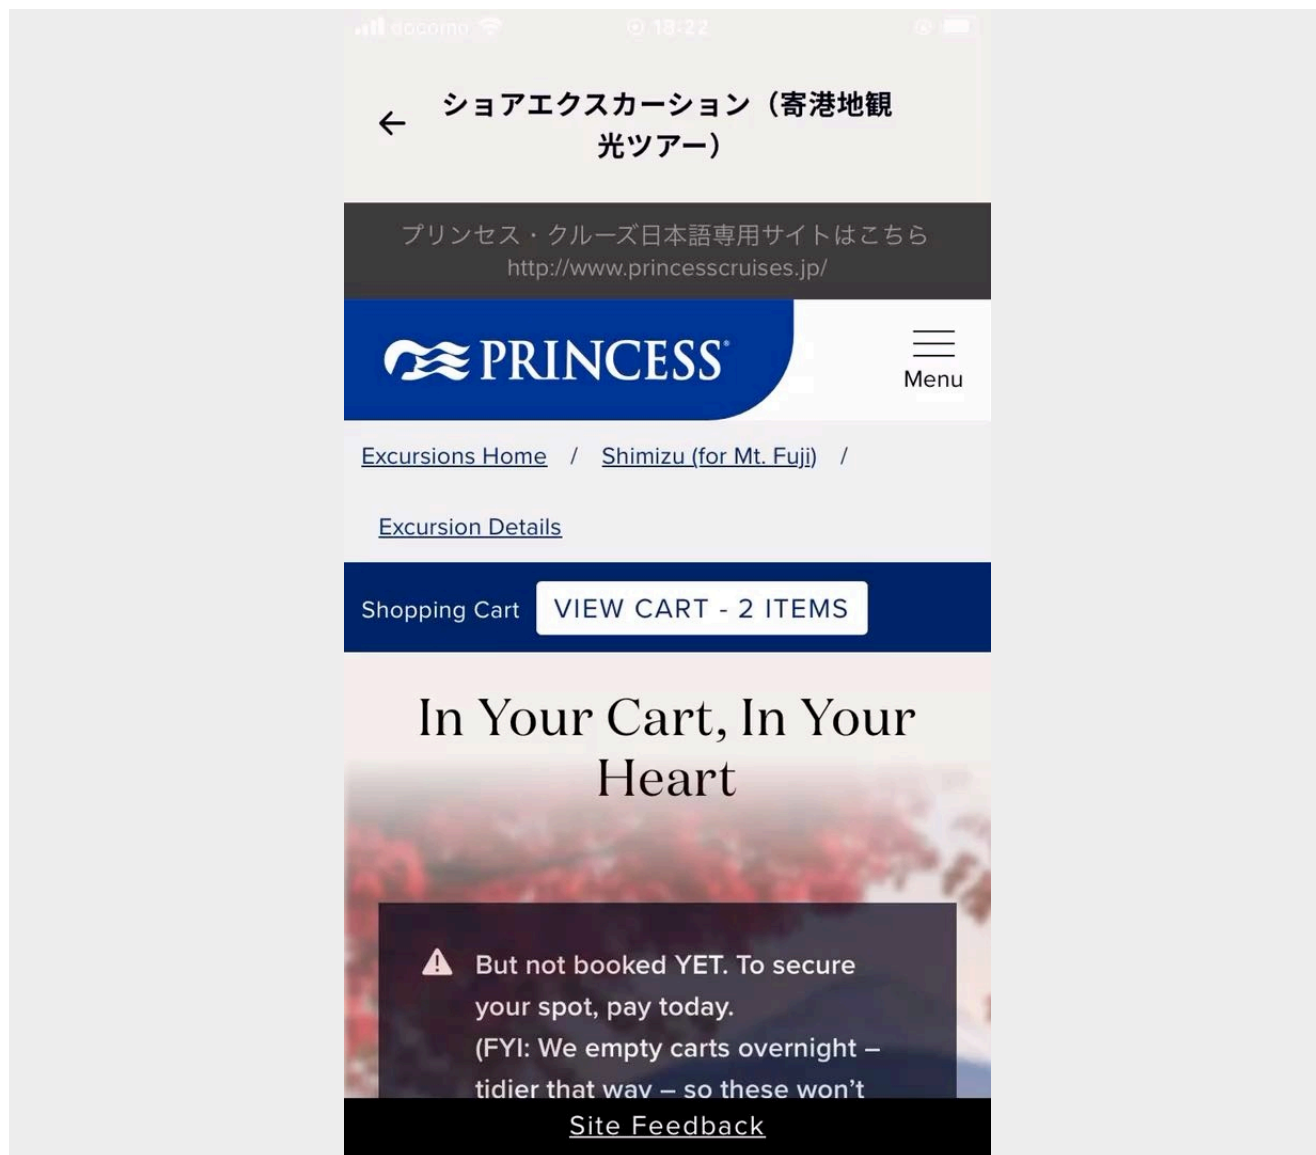 docomo 18:22
ショアエクスカーション（寄港地観
光ツアー）
プリンセス・クルーズ日本語専用サイトはこちら
http://www.princesscruises.jp/
PRINCESS®
Menu
Excursions Home / Shimizu (for Mt. Fuji) /
Excursion Details
Shopping Cart VIEW CART - 2 ITEMS
In Your Cart, In Your
Heart
But not booked YET. To secure
your spot, pay today.
(FYI: We empty carts overnight –
tidier that way – so these won’t
Site Feedback